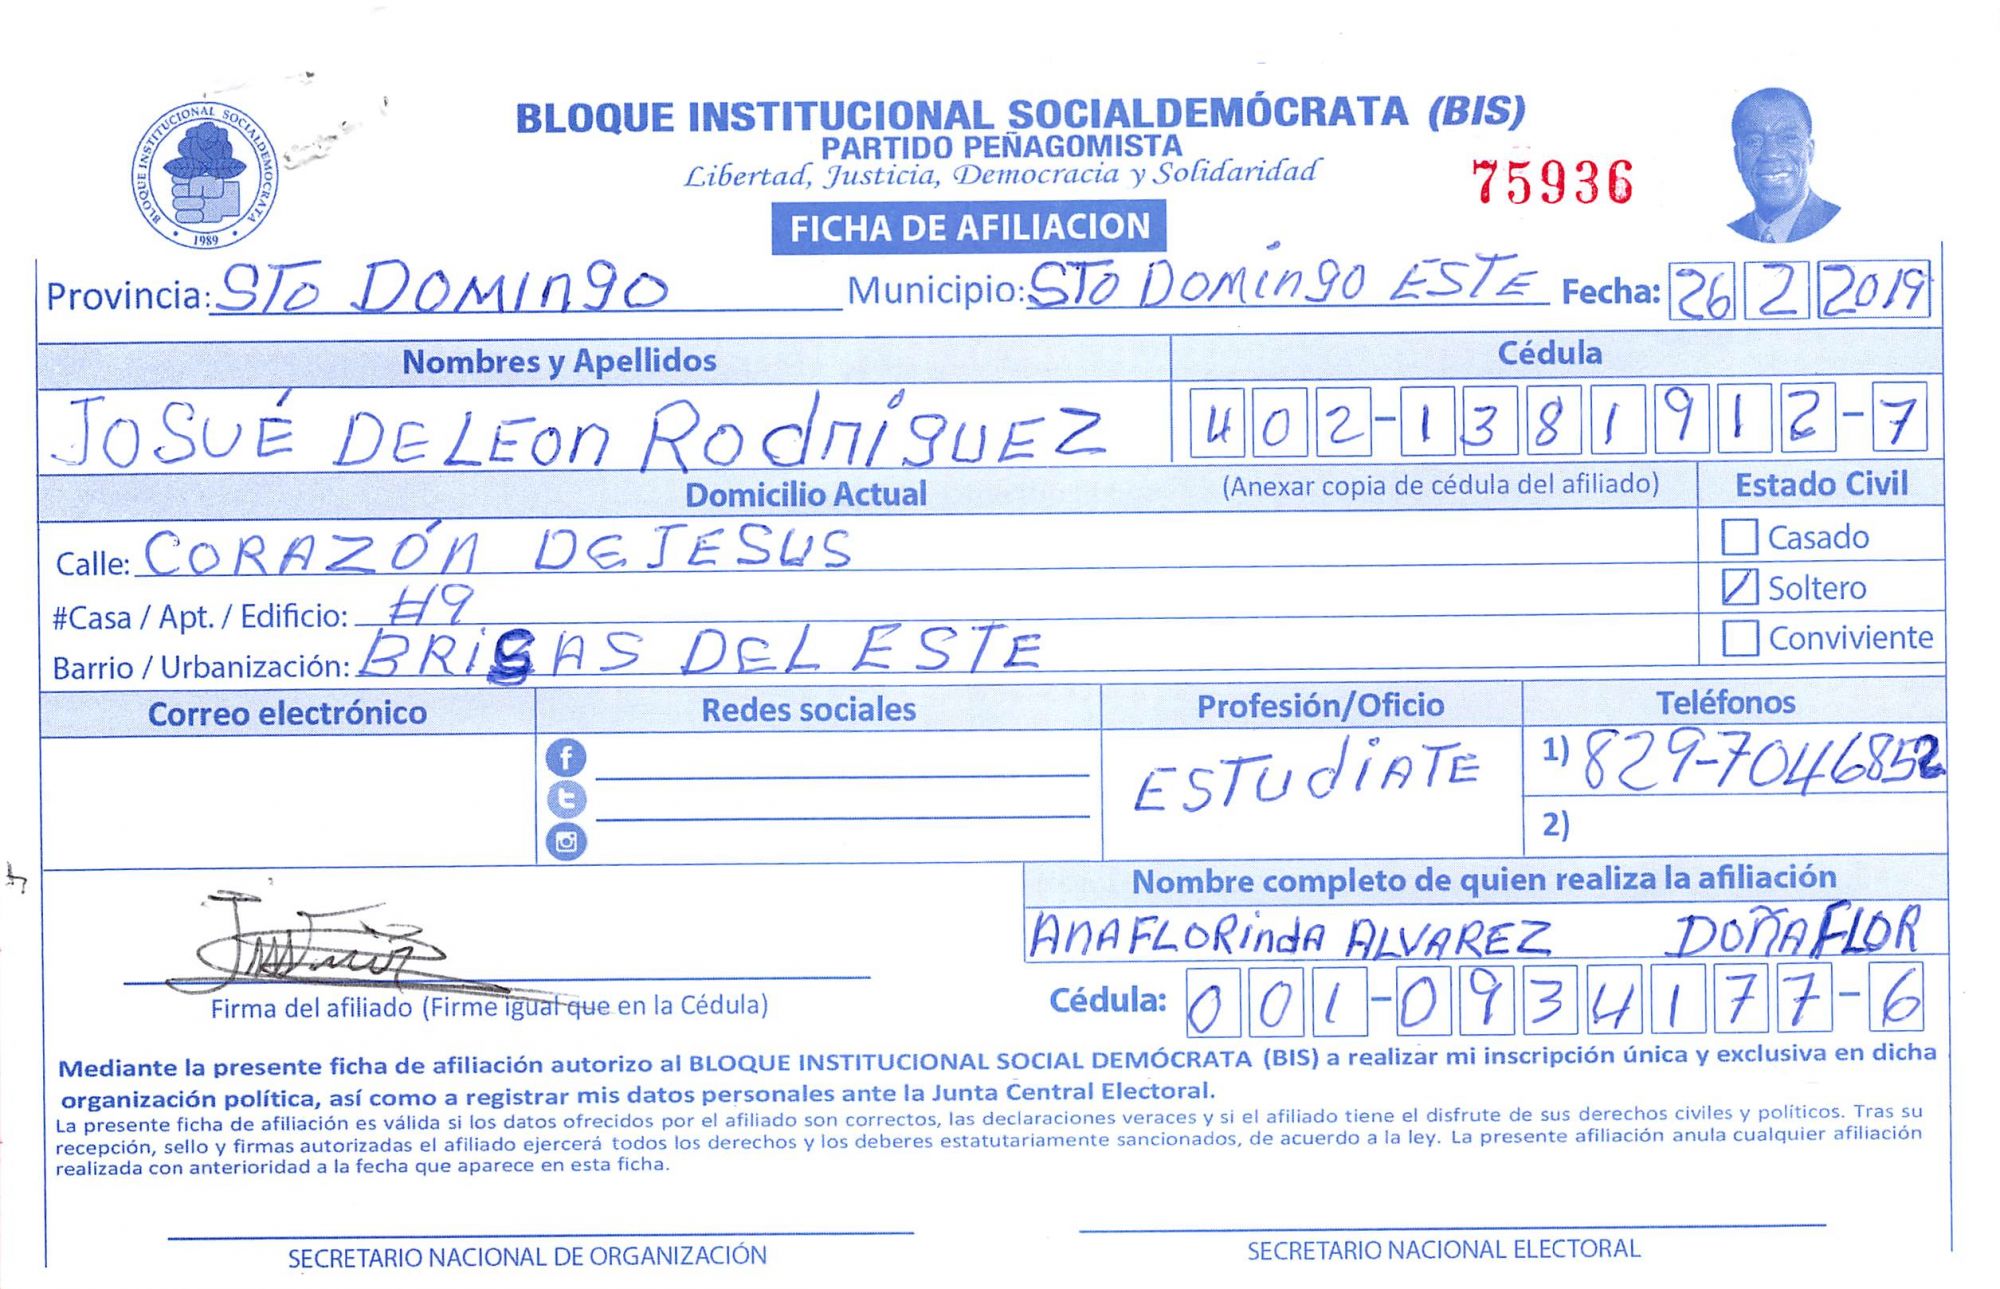 BLOQUE INSTITUCIONAL SOCIALDEMOCRATA
1989
BLOQUE INSTITUCIONAL SOCIALDEMÓCRATA (BIS)
PARTIDO PEÑAGOMISTA
Libertad, Justicia, Democracia y Solidaridad
75936
FICHA DE AFILIACION
Provincia: STO DOMINGO Municipio: STO DOMINGO ESTE Fecha: 26 2 2019
Nombres y Apellidos Cédula
JOSUÉ DE LEON RODRÍGUEZ 402-1381912-7
Domicilio Actual (Anexar copia de cédula del afiliado) Estado Civil
Calle: CORAZÓN DE JESUS Casado
#Casa / Apt. / Edificio: #9 Soltero
Barrio / Urbanización: BRISAS DEL ESTE Conviviente
Correo electrónico Redes sociales Profesión/Oficio Teléfonos
ESTUDIATE 1) 829-7046852
2)
Nombre completo de quien realiza la afiliación
ANA FLORINDA ALVAREZ DOÑA FLOR
Firma del afiliado (Firme igual que en la Cédula) Cédula: 001-0934177-6
Mediante la presente ficha de afiliación autorizo al BLOQUE INSTITUCIONAL SOCIAL DEMÓCRATA (BIS) a realizar mi inscripción única y exclusiva en dicha
organización política, así como a registrar mis datos personales ante la Junta Central Electoral.
La presente ficha de afiliación es válida si los datos ofrecidos por el afiliado son correctos, las declaraciones veraces y si el afiliado tiene el disfrute de sus derechos civiles y políticos. Tras su
recepción, sello y firmas autorizadas el afiliado ejercerá todos los derechos y los deberes estatutariamente sancionados, de acuerdo a la ley. La presente afiliación anula cualquier afiliación
realizada con anterioridad a la fecha que aparece en esta ficha.
SECRETARIO NACIONAL DE ORGANIZACIÓN SECRETARIO NACIONAL ELECTORAL